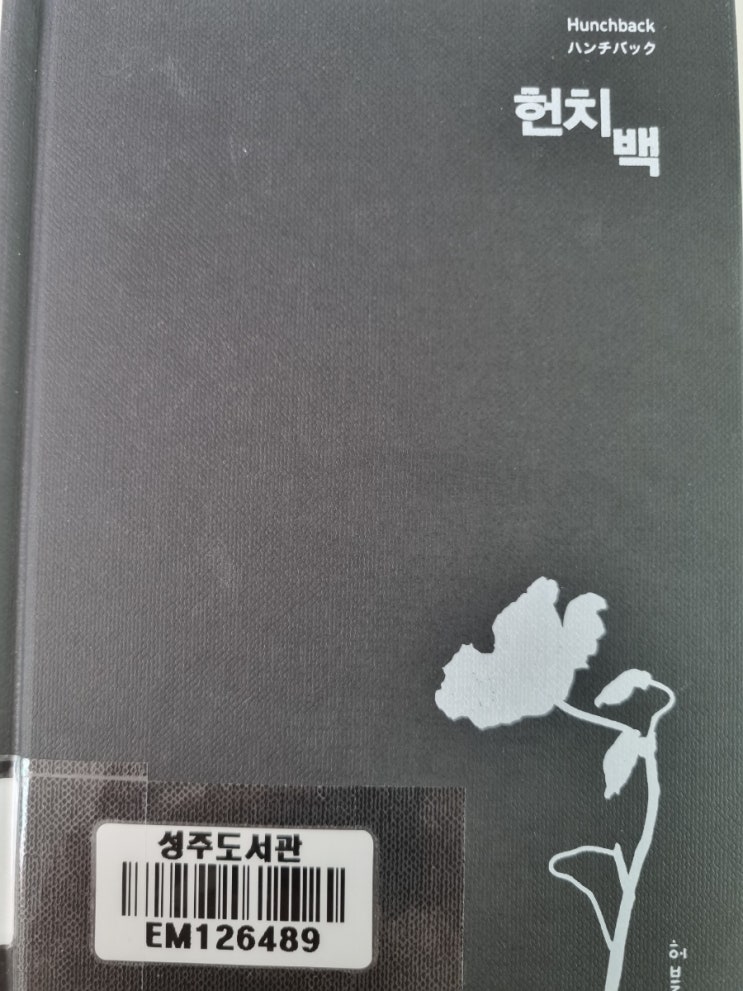 Hunchback
ハンチバック
헌치백
성주도서관
EM126489